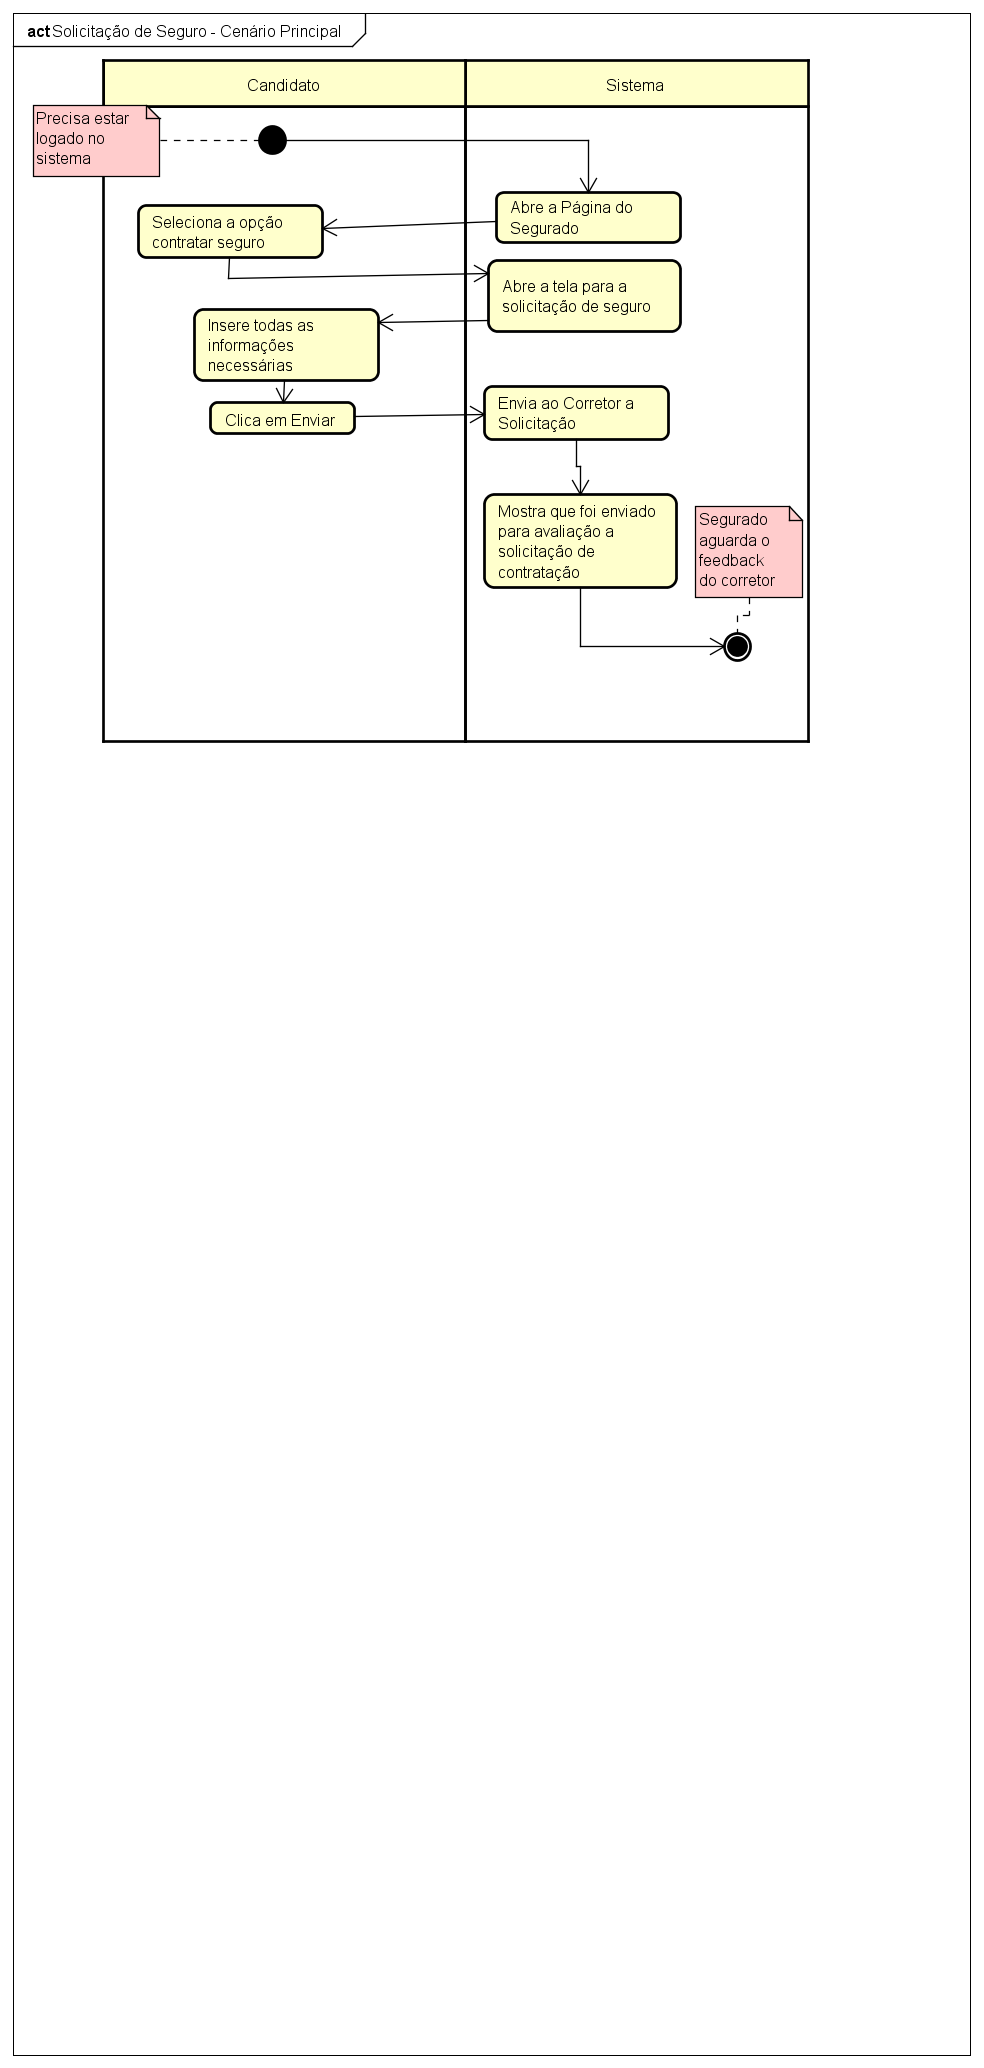 act Solicitação de Seguro - Cenário Principal
Candidato
Sistema
Precisa estar
logado no
sistema
Abre a Página do
Segurado
Seleciona a opção
contratar seguro
Abre a tela para a
solicitação de seguro
Insere todas as
informações
necessárias
Clica em Enviar
Envia ao Corretor a
Solicitação
Mostra que foi enviado
para avaliação a
solicitação de
contratação
Segurado
aguarda o
feedback
do corretor